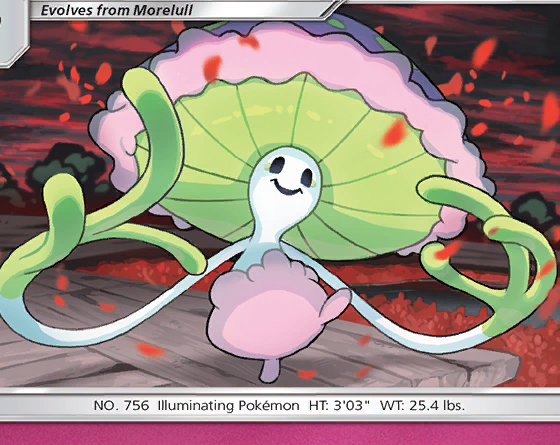 Evolves from Morelull
NO. 756 Illuminating Pokémon HT: 3'03" WT: 25.4 lbs.